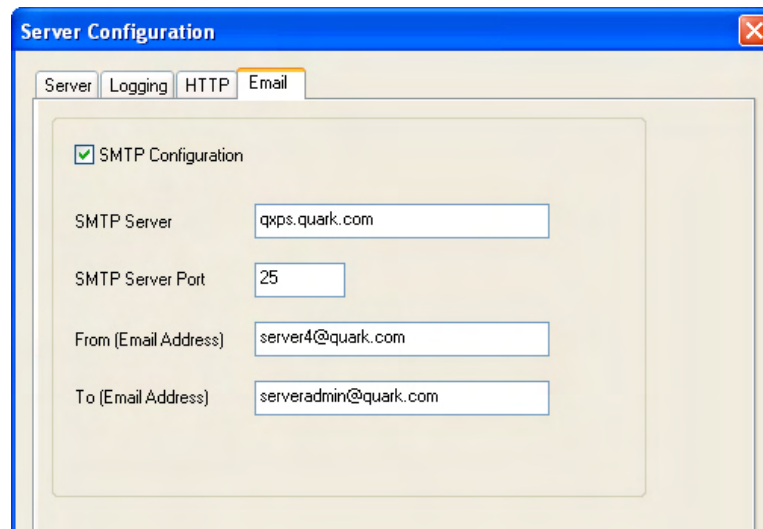 Server Configuration
Server Logging HTTP Email
SMTP Configuration
SMTP Server qxps.quark.com
SMTP Server Port 25
From (Email Address) server4@quark.com
To (Email Address) serveradmin@quark.com